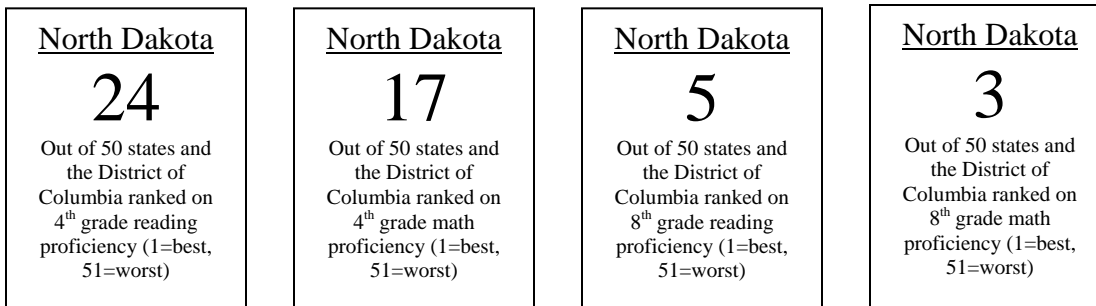 North Dakota
24
Out of 50 states and
the District of
Columbia ranked on
4th grade reading
proficiency (1=best,
51=worst)
North Dakota
17
Out of 50 states and
the District of
Columbia ranked on
4th grade math
proficiency (1=best,
51=worst)
North Dakota
5
Out of 50 states and
the District of
Columbia ranked on
8th grade reading
proficiency (1=best,
51=worst)
North Dakota
3
Out of 50 states and
the District of
Columbia ranked on
8th grade math
proficiency (1=best,
51=worst)